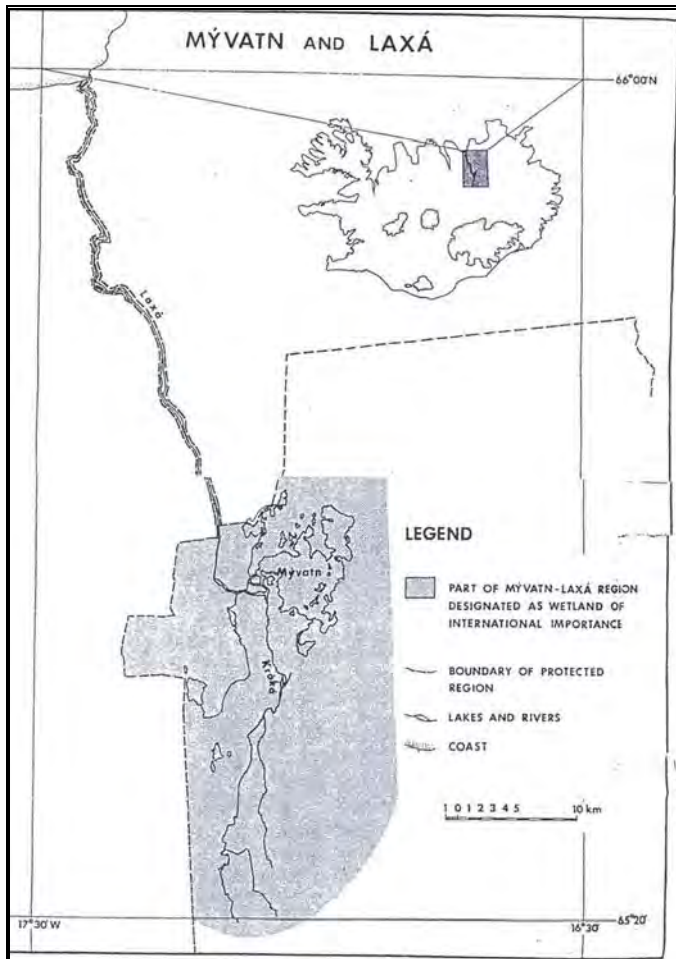 MÝVATN AND LAXÁ
66°00'N
Laxá
LEGEND
Mývatn
PART OF MÝVATN-LAXÁ REGION
DESIGNATED AS WETLAND OF
INTERNATIONAL IMPORTANCE
Kráká
BOUNDARY OF PROTECTED
REGION
LAKES AND RIVERS
COAST
1 0 1 2 3 4 5 10 km
17°30'W
16°30'
65°20'